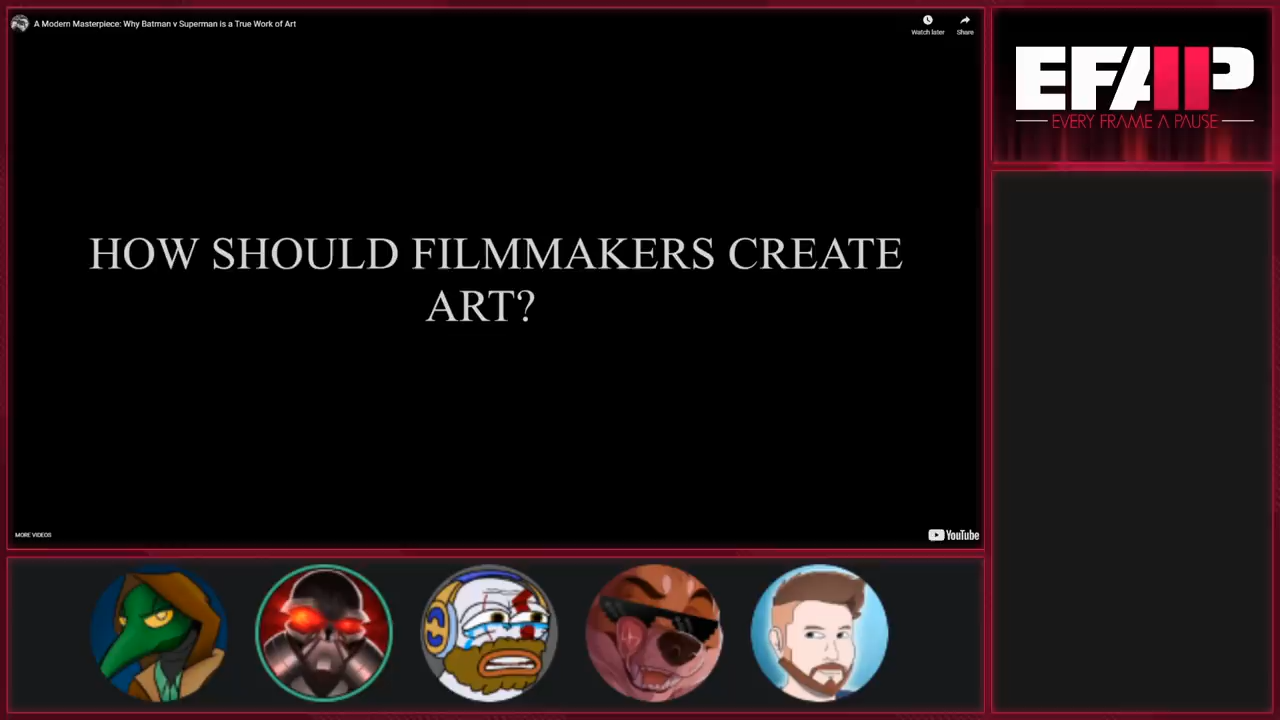 A Modern Masterpiece: Why Batman v Superman is a True Work of Art
Watch later
Share
EFAP
EVERY FRAME A PAUSE
HOW SHOULD FILMMAKERS CREATE
ART?
MORE VIDEOS
YouTube